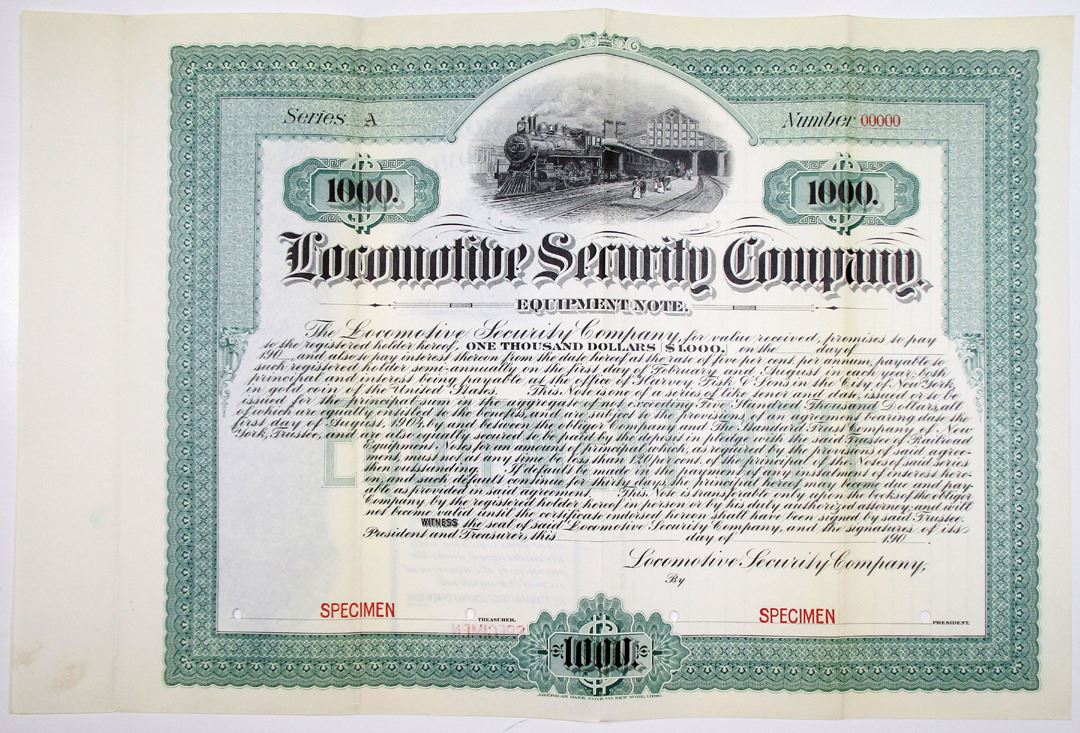 Series A
Number 00000
1000.
1000.
Locomotive Security Company.
EQUIPMENT NOTE.
The Locomotive Security Company, for value received, promises to pay
to the registered holder hereof, ONE THOUSAND DOLLARS [$1,000.] on the day of
190 , and also to pay interest thereon from the date hereof at the rate of five per cent. per annum, payable to
such registered holder semi-annually on the first day of February and August in each year, both
principal and interest being payable at the office of Harvey Fisk & Sons in the City of New York,
in gold coin of the United States. This Note is one of a series of like tenor and date, issued or to be
issued for the principal sum in the aggregate of not exceeding Five Hundred Thousand Dollars, all
of which are equally entitled to the benefits, and are subject to the provisions of an agreement bearing date the
first day of August, 1904, by and between the obligor Company and The Standard Trust Company of New
York, Trustee, and are also equally secured to be paid by the deposit in pledge with the said Trustee of Railroad
Equipment Notes for an amount of principal which, as required by the provisions of said agree-
ment, must not at any time be less than 120 per cent. of the principal of the Notes of said series
then outstanding. If default be made in the payment of any instalment of interest here-
on, and such default continue for thirty days, the principal hereof may become due and pay-
able as provided in said agreement. This Note is transferable only upon the books of the obligor
Company, by the registered holder hereof in person or by his duly authorized attorney; and will
not become valid until the certificate endorsed hereon shall have been signed by said Trustee.
WITNESS the seal of said Locomotive Security Company, and the signatures of its
President and Treasurer, this day of 190
Locomotive Security Company,
By
SPECIMEN
SPECIMEN
TREASURER.
PRESIDENT.
SPECIMEN
1000.
AMERICAN BANK NOTE CO. NEW YORK.